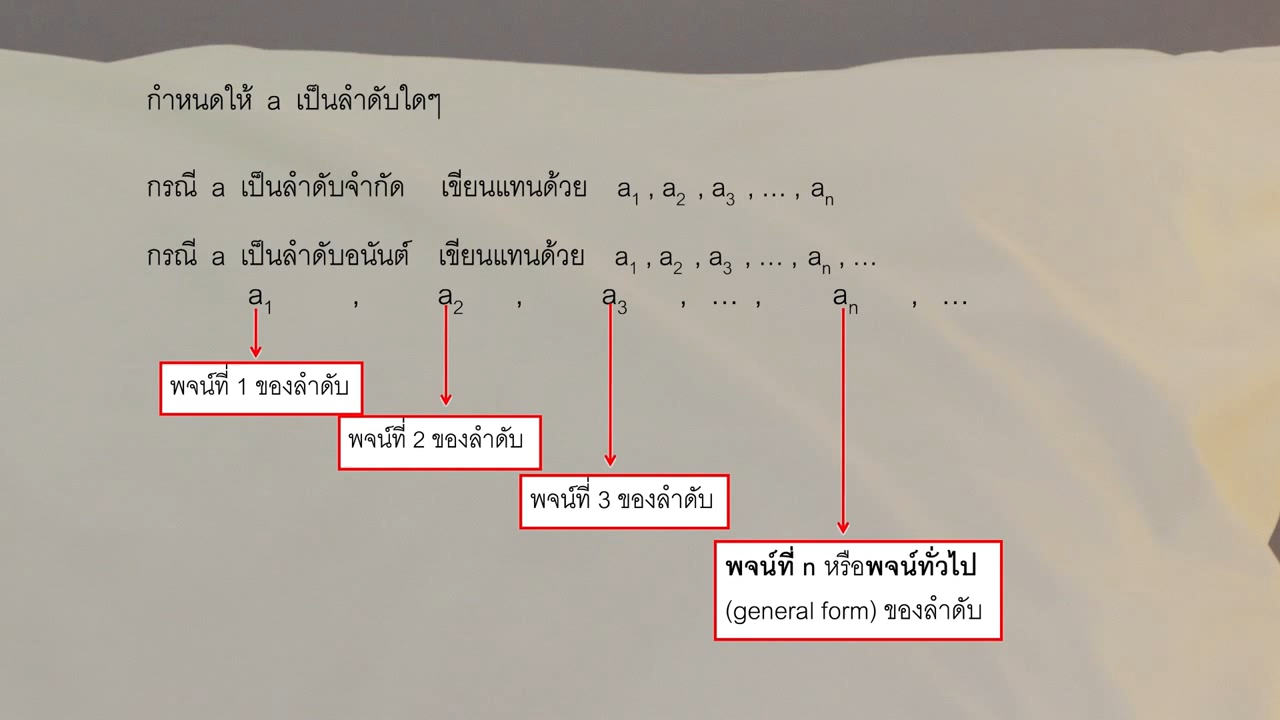 กำหนดให้ a เป็นลำดับใดๆ
กรณี a เป็นลำดับจำกัด เขียนแทนด้วย a₁ , a₂ , a₃ , … , aₙ
กรณี a เป็นลำดับอนันต์ เขียนแทนด้วย a₁ , a₂ , a₃ , … , aₙ , …
a₁ , a₂ , a₃ , … , aₙ , …
พจน์ที่ 1 ของลำดับ
พจน์ที่ 2 ของลำดับ
พจน์ที่ 3 ของลำดับ
พจน์ที่ n หรือพจน์ทั่วไป
(general form) ของลำดับ